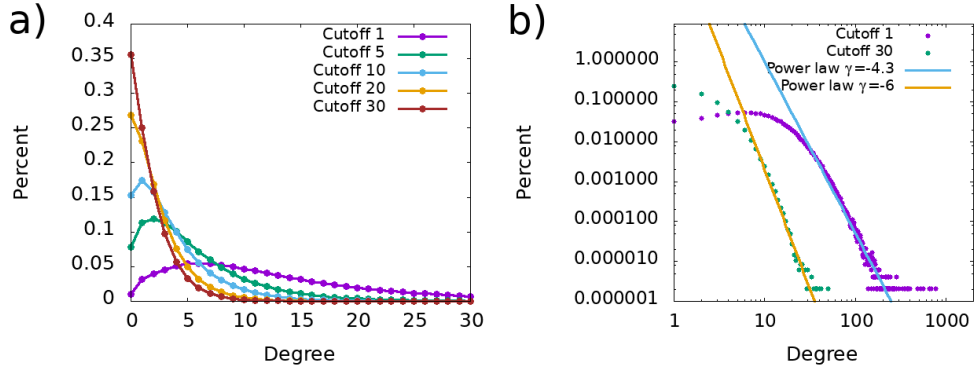 a)
Percent
0.4
0.35
0.3
0.25
0.2
0.15
0.1
0.05
0
Cutoff 1
Cutoff 5
Cutoff 10
Cutoff 20
Cutoff 30
0 5 10 15 20 25 30
Degree
b)
Percent
1.000000
0.100000
0.010000
0.001000
0.000100
0.000010
0.000001
Cutoff 1
Cutoff 30
Power law γ=-4.3
Power law γ=-6
1 10 100 1000
Degree